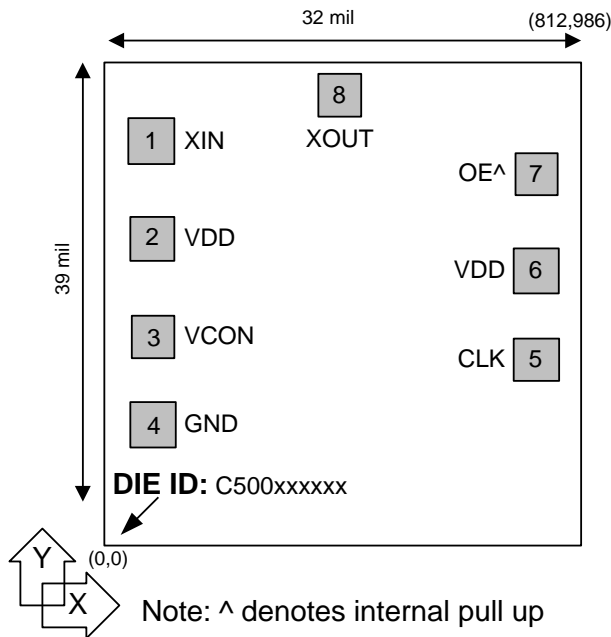 32 mil
(812,986)
39 mil
8
XOUT
1 XIN
OE^ 7
2 VDD
VDD 6
3 VCON
CLK 5
4 GND
DIE ID: C500xxxxxx
(0,0)
Y
X
Note: ^ denotes internal pull up